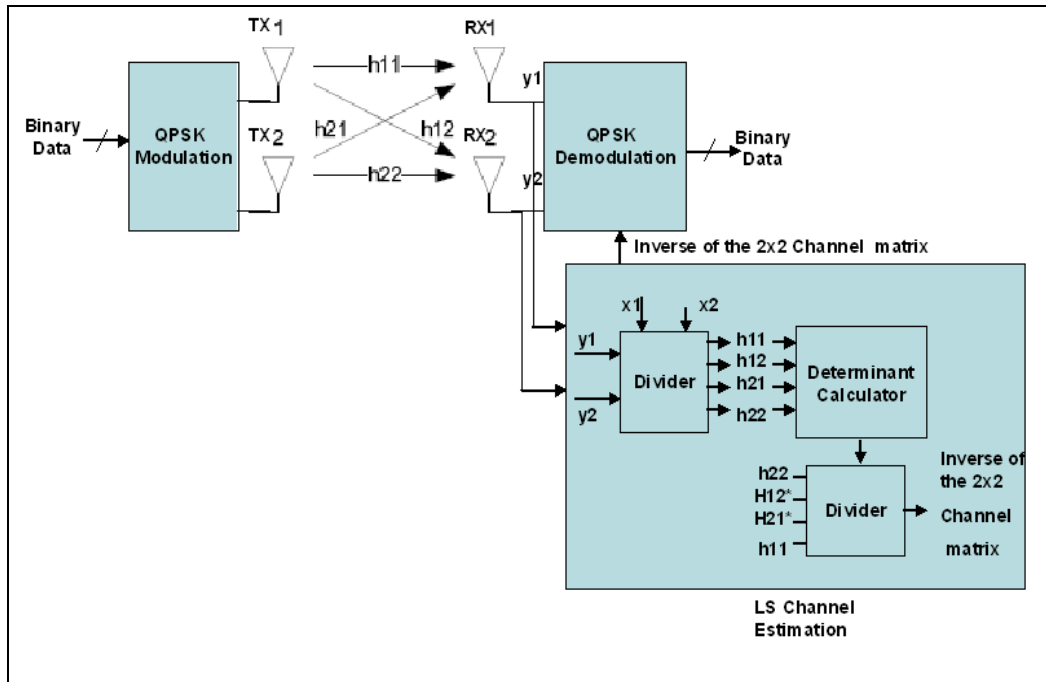 TX 1
RX1
h11
y1
Binary
Data
QPSK
Modulation
TX2
h21
h12
RX2
QPSK
Demodulation
Binary
Data
h22
y2
Inverse of the 2x2 Channel matrix
x1
x2
y1
y2
Divider
h11
h12
h21
h22
Determinant
Calculator
h22
H12*
H21*
h11
Divider
Inverse of
the 2x2
Channel
matrix
LS Channel
Estimation